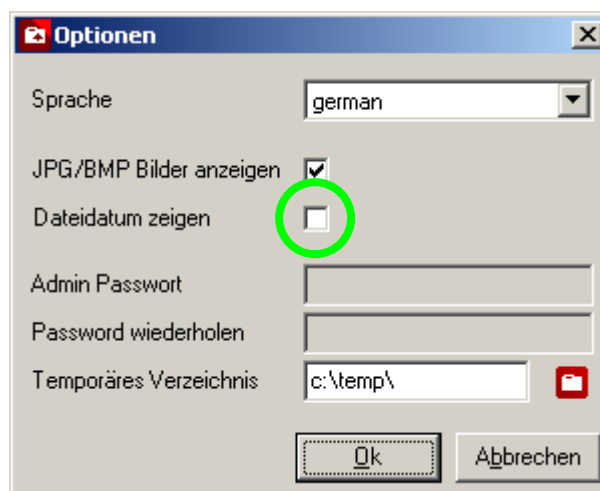 Optionen
Sprache german
JPG/BMP Bilder anzeigen
Dateidatum zeigen
Admin Passwort
Password wiederholen
Temporäres Verzeichnis c:\temp\
Ok Abbrechen